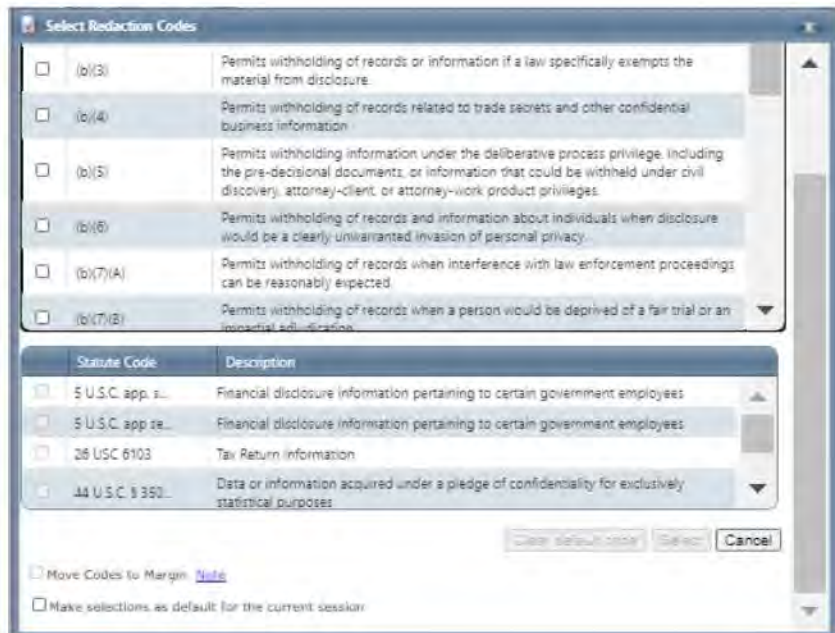 Select Redaction Codes
(b)(3)
Permits withholding of records or information if a law specifically exempts the
material from disclosure.
(b)(4)
Permits withholding of records related to trade secrets and other confidential
business information
(b)(5)
Permits withholding information under the deliberative process privilege, including
the pre-decisional documents, or information that could be withheld under civil
discovery, attorney-client, or attorney-work product privileges.
(b)(6)
Permits withholding of records and information about individuals when disclosure
would be a clearly unwarranted invasion of personal privacy.
(b)(7)(A)
Permits withholding of records when interference with law enforcement proceedings
can be reasonably expected.
(b)(7)(B)
Permits withholding of records when a person would be deprived of a fair trial or an
impartial adjudication
Statute Code Description
5 U.S.C. app. s... Financial disclosure information pertaining to certain government employees
5 U.S.C. app se... Financial disclosure information pertaining to certain government employees
26 USC 6103 Tax Return Information
44 U.S.C. § 350...
Data or information acquired under a pledge of confidentiality for exclusively
statistical purposes
Clear default code Select Cancel
Move Codes to Margin Note
Make selections as default for the current session